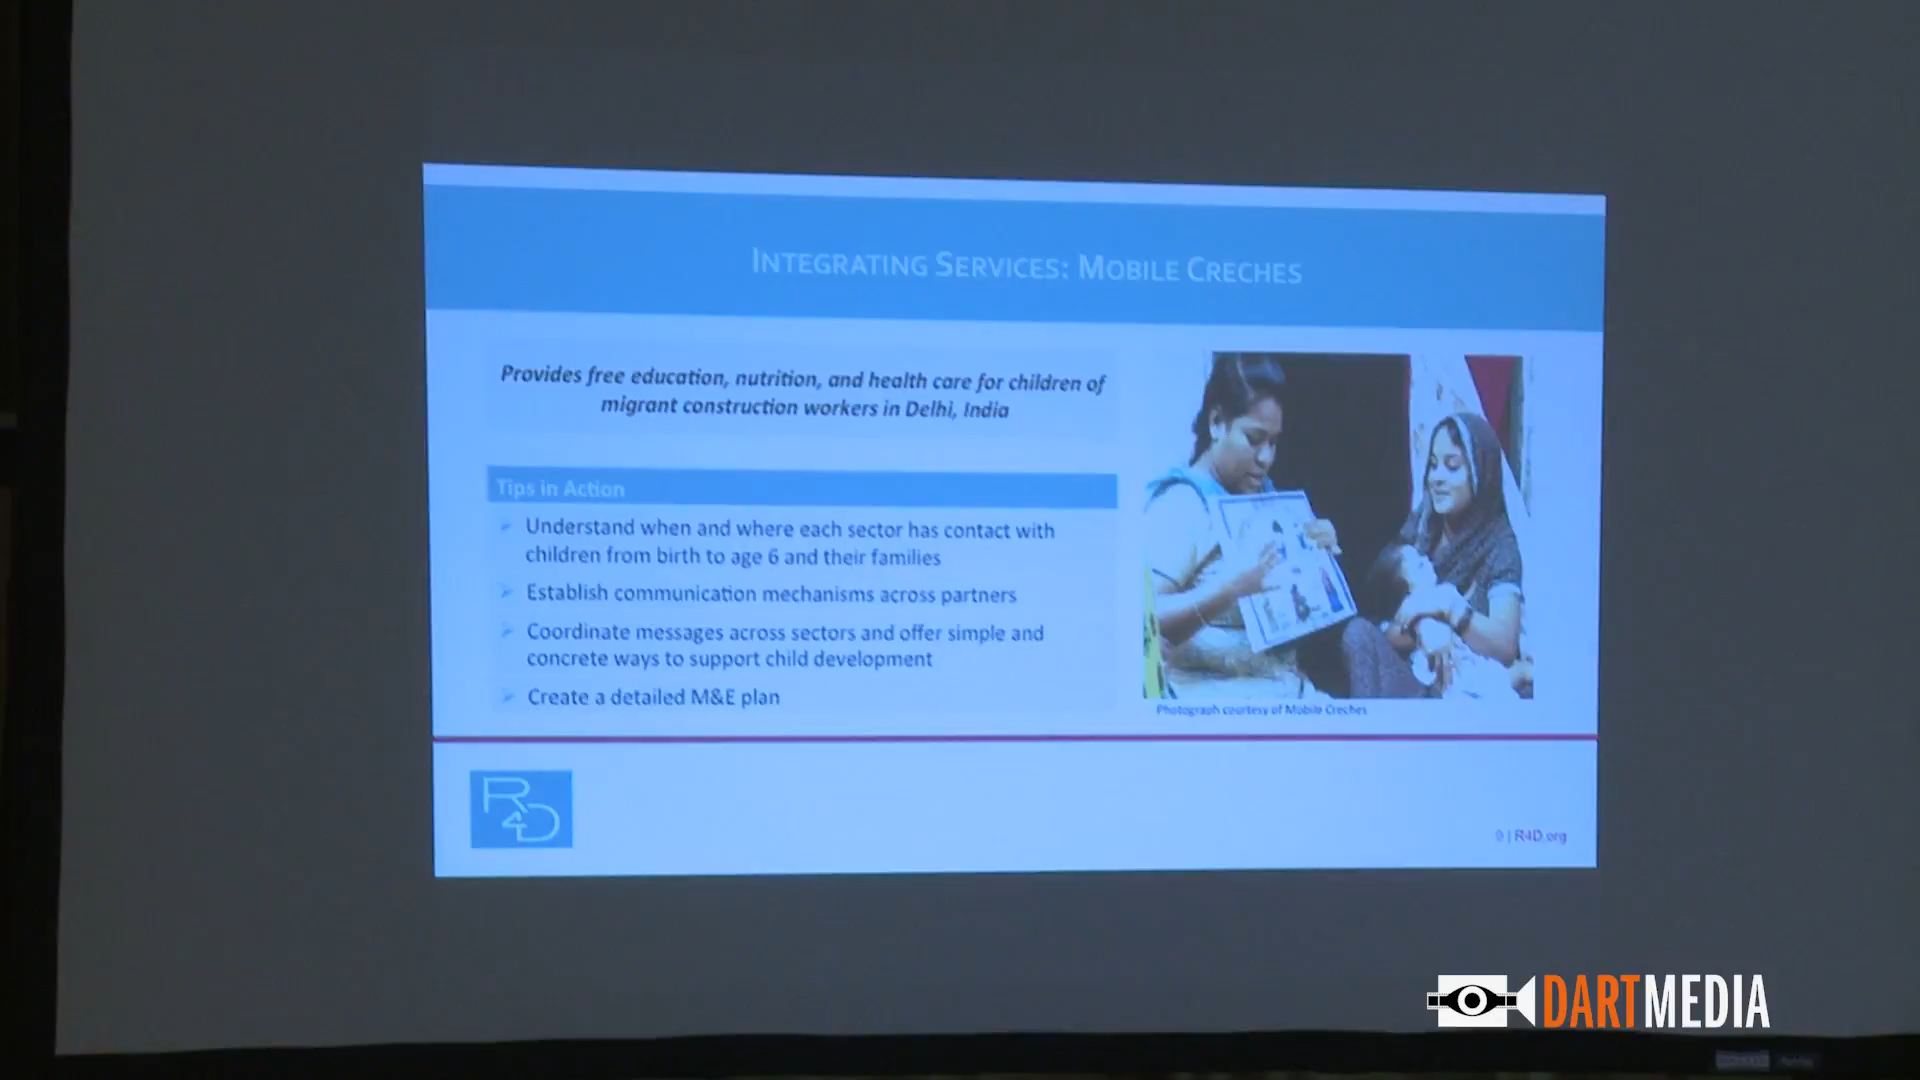 INTEGRATING SERVICES: MOBILE CRECHES
Provides free education, nutrition, and health care for children of
migrant construction workers in Delhi, India
Tips in Action
Understand when and where each sector has contact with
children from birth to age 6 and their families
Establish communication mechanisms across partners
Coordinate messages across sectors and offer simple and
concrete ways to support child development
Create a detailed M&E plan
Photograph courtesy of Mobile Creches
R4D
9 | R4D.org
DARTMEDIA